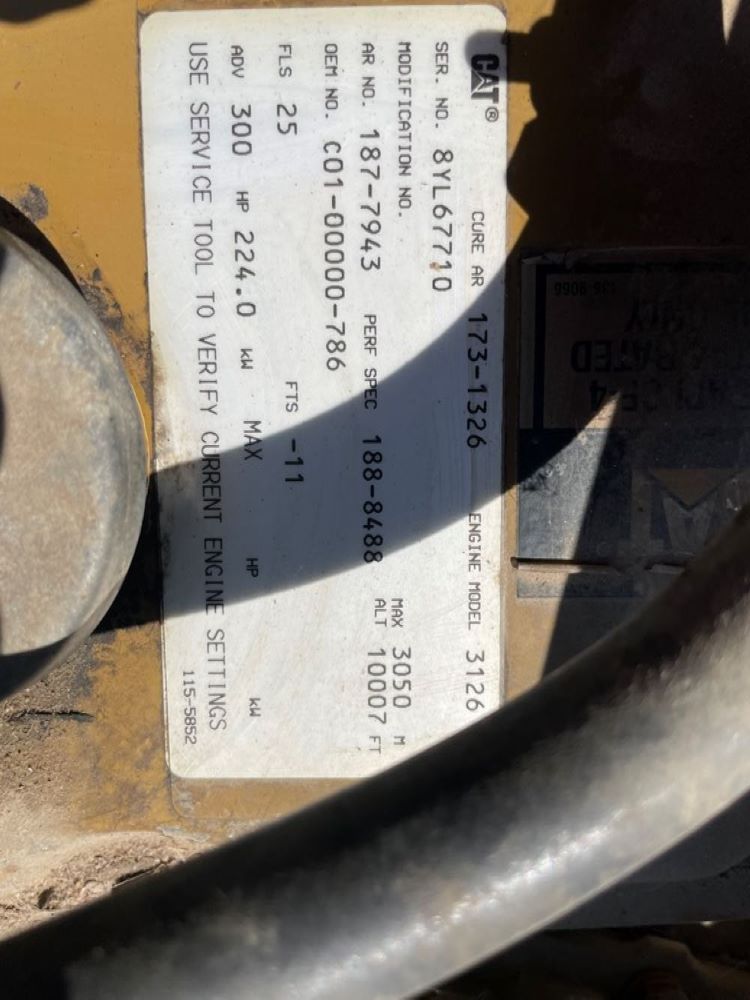 CAT® CORE AR 173-1326 ENGINE MODEL 3126
SER. NO. 8YL67710
MODIFICATION NO. MAX 3050 M
AR NO. 187-7943 PERF SPEC 188-8488 ALT 10007 FT
OEM NO. C01-00000-786
FLS 25 FTS -11
ADV 300 HP 224.0 kW MAX HP kW
USE SERVICE TOOL TO VERIFY CURRENT ENGINE SETTINGS
115-5852
RATED